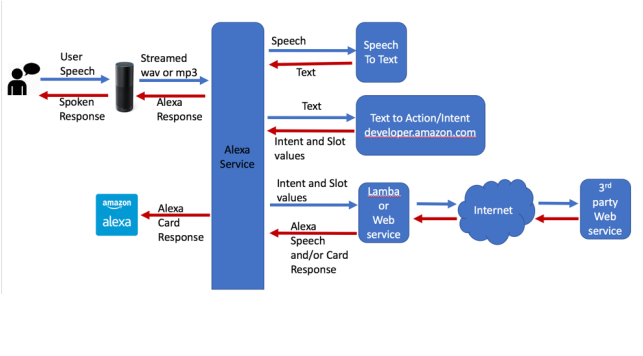 User
Speech
Spoken
Response
Streamed
wav or mp3
Alexa
Response
Alexa
Service
Speech
Text
Speech
To Text
Text
Intent and Slot
values
Text to Action/Intent
developer.amazon.com
Intent and Slot
values
Alexa
Speech
and/or Card
Response
Lamba
or
Web
service
Internet
3rd
party
Web
service
amazon
alexa
Alexa
Card
Response